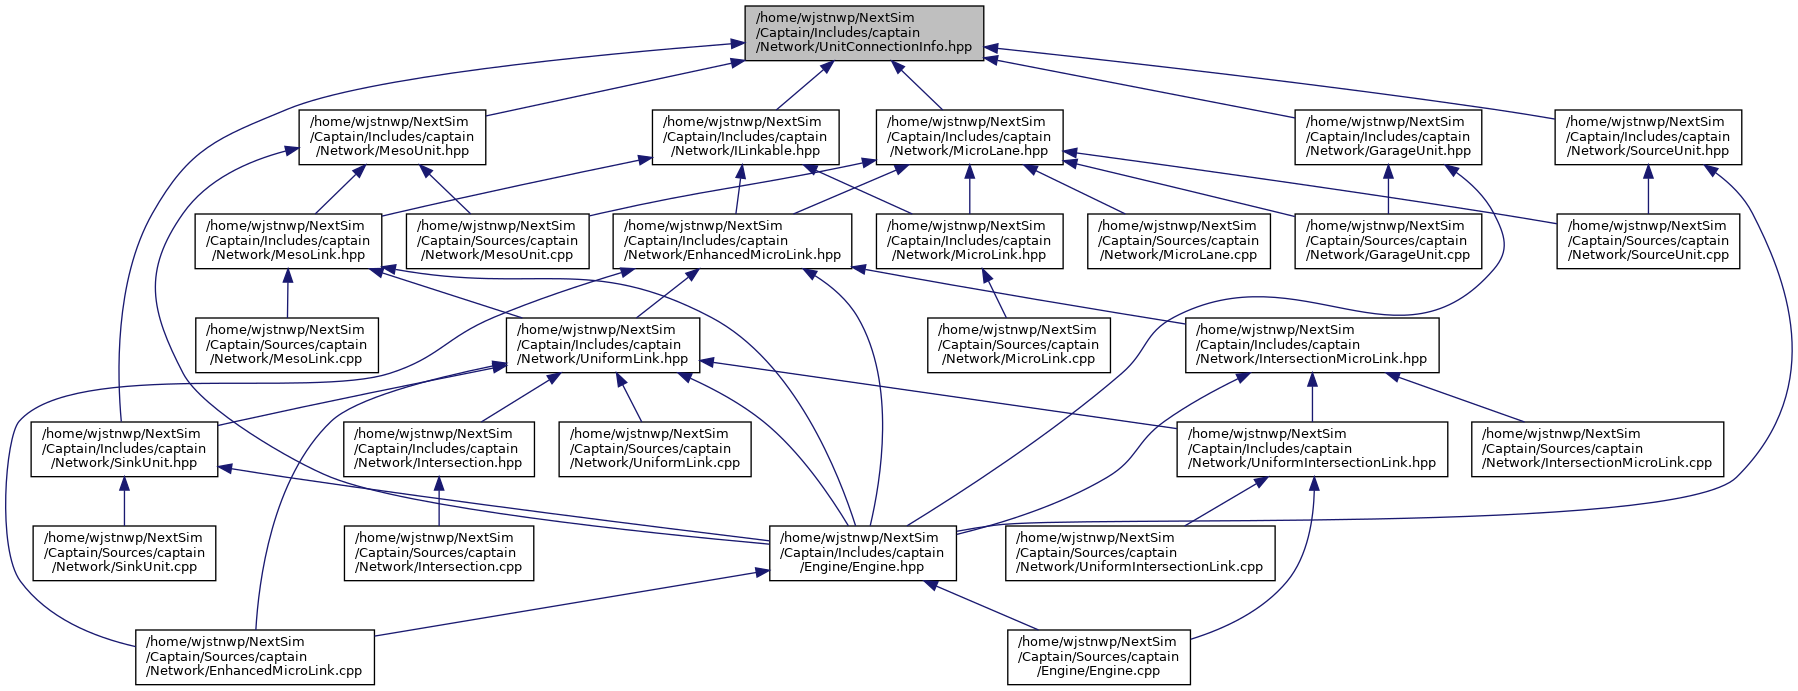 /home/wjstnwp/NextSim
/Captain/Includes/captain
/Network/UnitConnectionInfo.hpp
/home/wjstnwp/NextSim
/Captain/Includes/captain
/Network/MesoUnit.hpp
/home/wjstnwp/NextSim
/Captain/Includes/captain
/Network/ILinkable.hpp
/home/wjstnwp/NextSim
/Captain/Includes/captain
/Network/MicroLane.hpp
/home/wjstnwp/NextSim
/Captain/Includes/captain
/Network/GarageUnit.hpp
/home/wjstnwp/NextSim
/Captain/Includes/captain
/Network/SourceUnit.hpp
/home/wjstnwp/NextSim
/Captain/Includes/captain
/Network/MesoLink.hpp
/home/wjstnwp/NextSim
/Captain/Sources/captain
/Network/MesoUnit.cpp
/home/wjstnwp/NextSim
/Captain/Includes/captain
/Network/EnhancedMicroLink.hpp
/home/wjstnwp/NextSim
/Captain/Includes/captain
/Network/MicroLink.hpp
/home/wjstnwp/NextSim
/Captain/Sources/captain
/Network/MicroLane.cpp
/home/wjstnwp/NextSim
/Captain/Sources/captain
/Network/GarageUnit.cpp
/home/wjstnwp/NextSim
/Captain/Sources/captain
/Network/SourceUnit.cpp
/home/wjstnwp/NextSim
/Captain/Sources/captain
/Network/MesoLink.cpp
/home/wjstnwp/NextSim
/Captain/Includes/captain
/Network/UniformLink.hpp
/home/wjstnwp/NextSim
/Captain/Sources/captain
/Network/MicroLink.cpp
/home/wjstnwp/NextSim
/Captain/Includes/captain
/Network/IntersectionMicroLink.hpp
/home/wjstnwp/NextSim
/Captain/Includes/captain
/Network/SinkUnit.hpp
/home/wjstnwp/NextSim
/Captain/Includes/captain
/Network/Intersection.hpp
/home/wjstnwp/NextSim
/Captain/Sources/captain
/Network/UniformLink.cpp
/home/wjstnwp/NextSim
/Captain/Includes/captain
/Network/UniformIntersectionLink.hpp
/home/wjstnwp/NextSim
/Captain/Sources/captain
/Network/IntersectionMicroLink.cpp
/home/wjstnwp/NextSim
/Captain/Sources/captain
/Network/SinkUnit.cpp
/home/wjstnwp/NextSim
/Captain/Sources/captain
/Network/Intersection.cpp
/home/wjstnwp/NextSim
/Captain/Includes/captain
/Engine/Engine.hpp
/home/wjstnwp/NextSim
/Captain/Sources/captain
/Network/UniformIntersectionLink.cpp
/home/wjstnwp/NextSim
/Captain/Sources/captain
/Network/EnhancedMicroLink.cpp
/home/wjstnwp/NextSim
/Captain/Sources/captain
/Engine/Engine.cpp